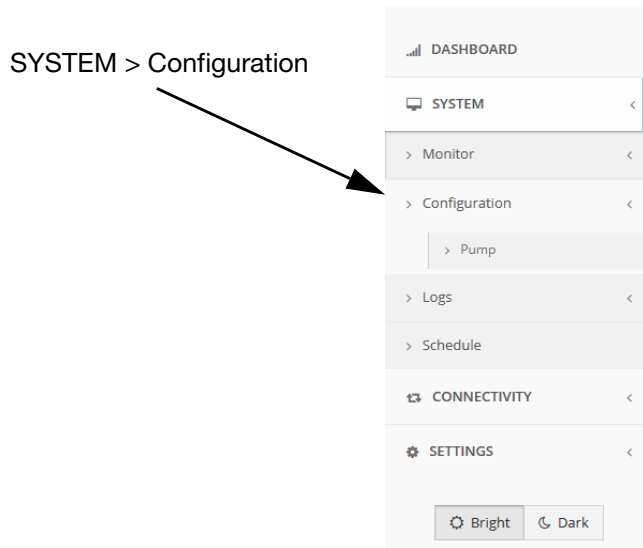 SYSTEM > Configuration
DASHBOARD
SYSTEM
Monitor
Configuration
Pump
Logs
Schedule
CONNECTIVITY
SETTINGS
Bright Dark